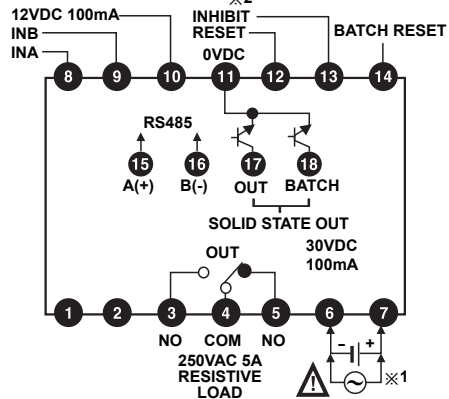 ※2
12VDC 100mA
INHIBIT
INB
RESET
BATCH RESET
INA
0VDC
8 9 10 11 12 13 14
RS485
15 16 17 18
A(+) B(-) OUT BATCH
SOLID STATE OUT
30VDC
100mA
OUT
1 2 3 4 5 6 7
NO COM NO
- +
250VAC 5A
RESISTIVE
LOAD
※1